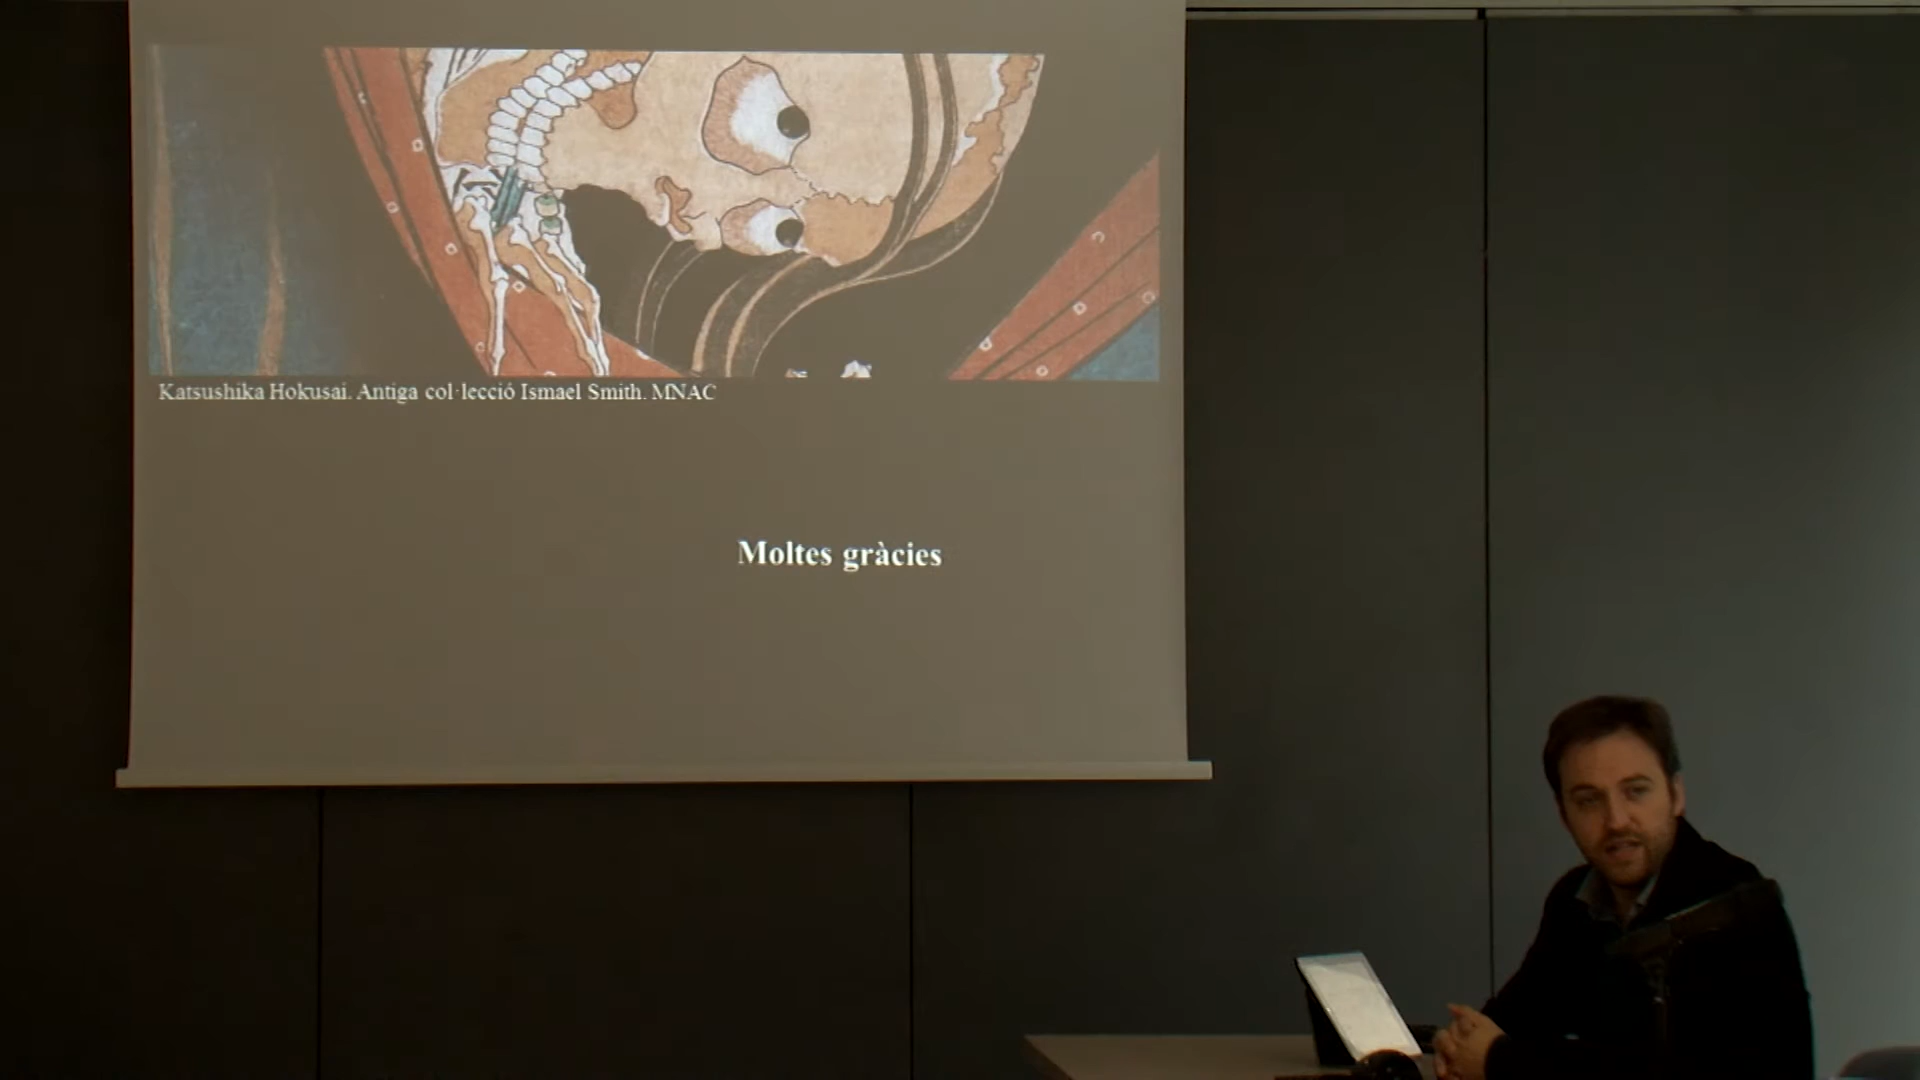 Katsushika Hokusai. Antiga col·lecció Ismael Smith. MNAC
Moltes gràcies